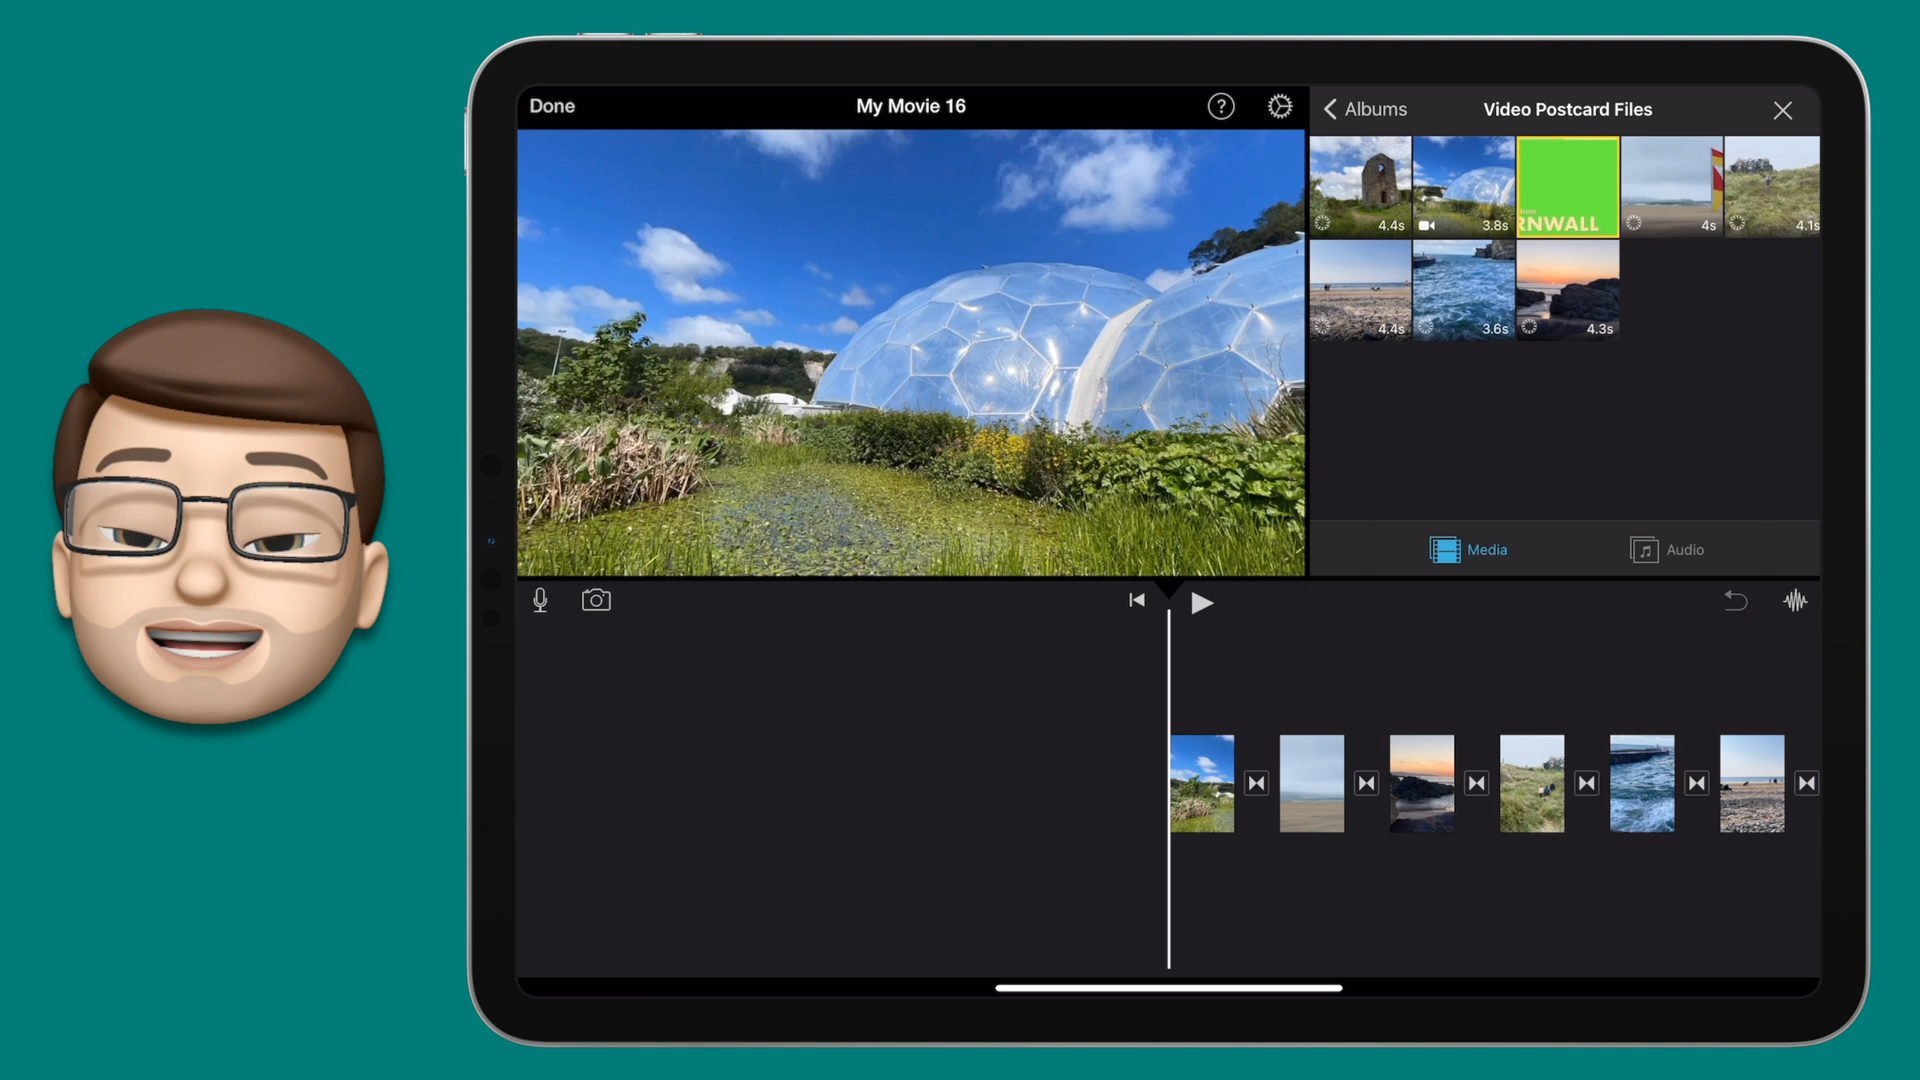 Done
My Movie 16
?
Albums
Video Postcard Files
4.4s
3.8s
from
RNWALL
4s
4.1s
4.4s
3.6s
4.3s
Media
Audio